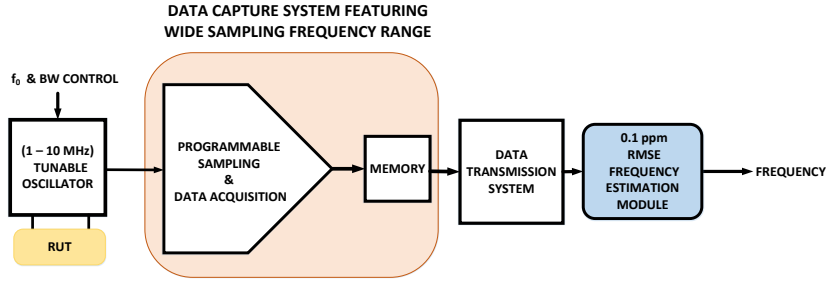 DATA CAPTURE SYSTEM FEATURING
WIDE SAMPLING FREQUENCY RANGE
f₀ & BW CONTROL
(1 – 10 MHz)
TUNABLE
OSCILLATOR
RUT
PROGRAMMABLE
SAMPLING
&
DATA ACQUISITION
MEMORY
DATA
TRANSMISSION
SYSTEM
0.1 ppm
RMSE
FREQUENCY
ESTIMATION
MODULE
FREQUENCY